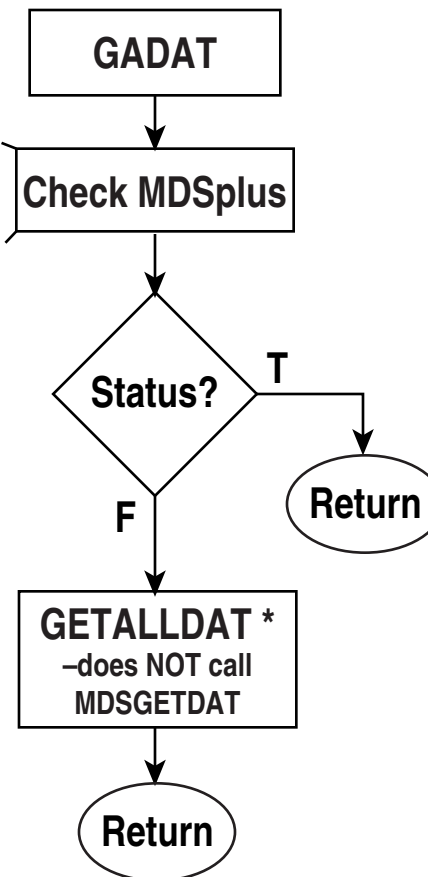 GADAT
Check MDSplus
Status?
T
Return
F
GETALLDAT *
–does NOT call
MDSGETDAT
Return